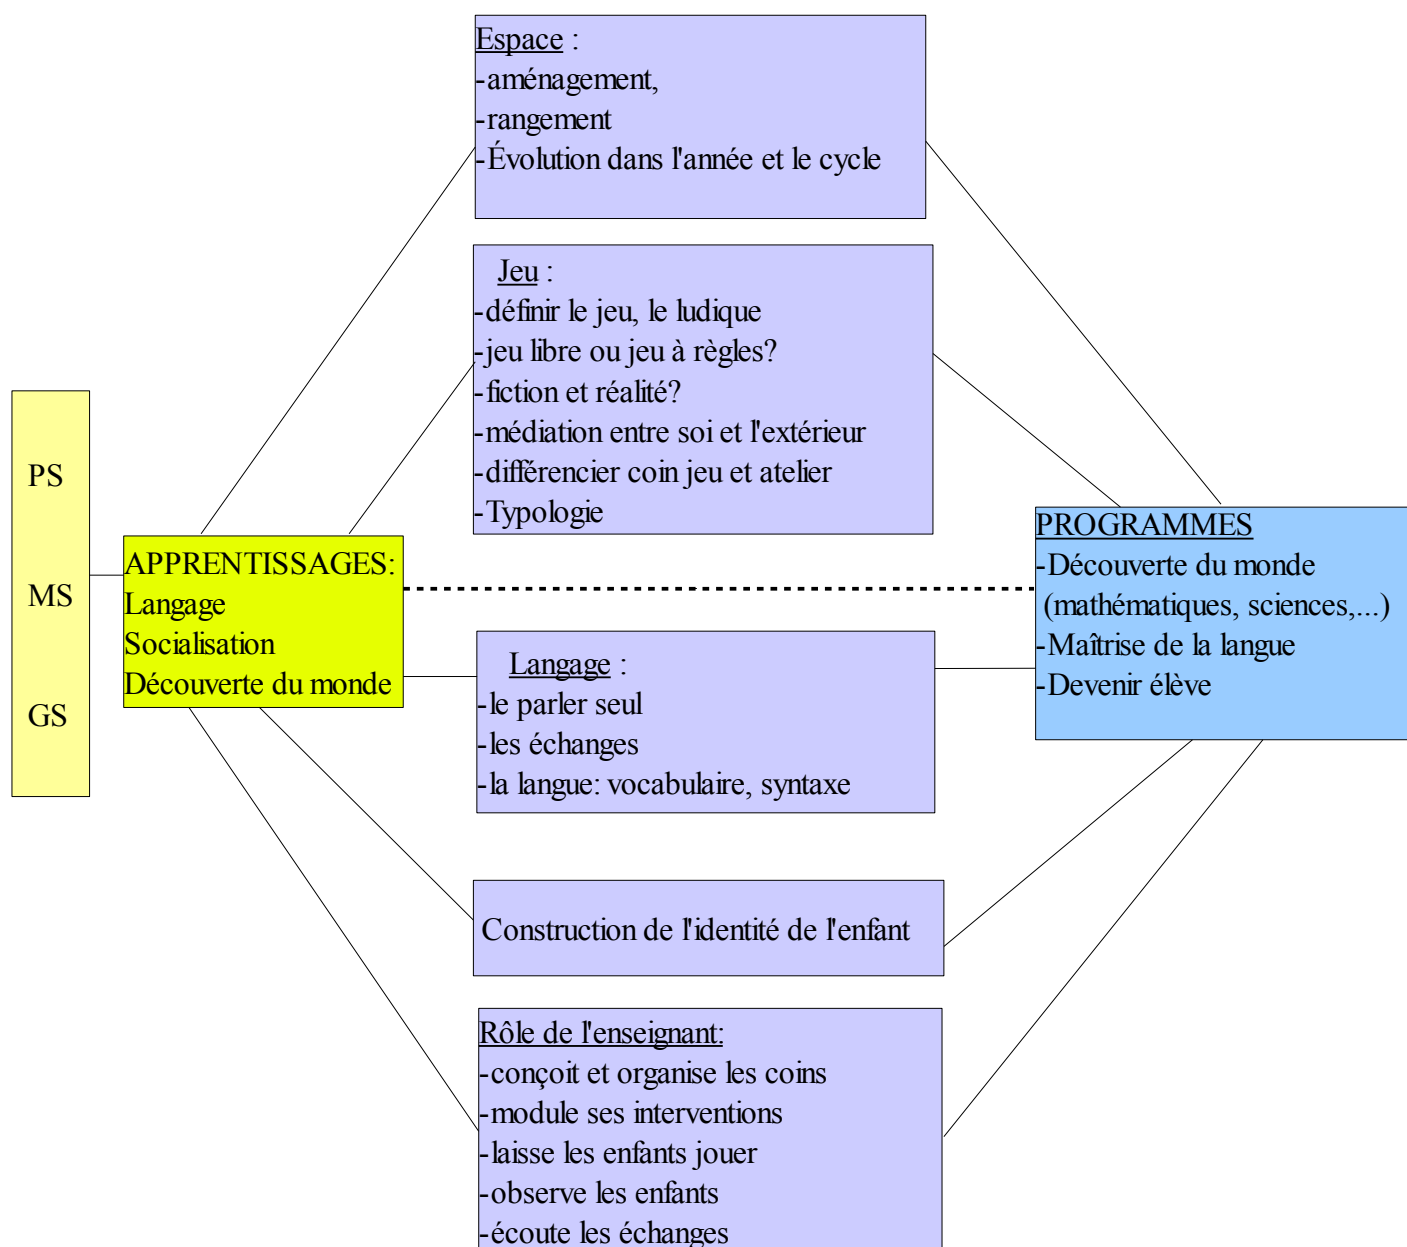 Espace :
-aménagement,
-rangement
-Évolution dans l'année et le cycle
Jeu :
-définir le jeu, le ludique
-jeu libre ou jeu à règles?
-fiction et réalité?
-médiation entre soi et l'extérieur
-différencier coin jeu et atelier
-Typologie
PS
MS
GS
APPRENTISSAGES:
Langage
Socialisation
Découverte du monde
PROGRAMMES
-Découverte du monde
(mathématiques, sciences,...)
-Maîtrise de la langue
-Devenir élève
Langage :
-le parler seul
-les échanges
-la langue: vocabulaire, syntaxe
Construction de l'identité de l'enfant
Rôle de l'enseignant:
-conçoit et organise les coins
-module ses interventions
-laisse les enfants jouer
-observe les enfants
-écoute les échanges